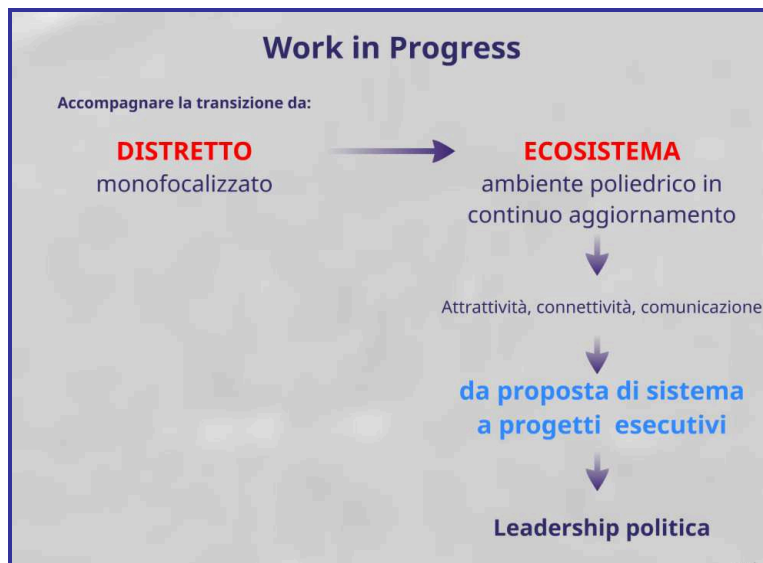 Work in Progress
Accompagnare la transizione da:
DISTRETTO
monofocalizzato
ECOSISTEMA
ambiente poliedrico in
continuo aggiornamento
Attrattività, connettività, comunicazione
da proposta di sistema
a progetti esecutivi
Leadership politica